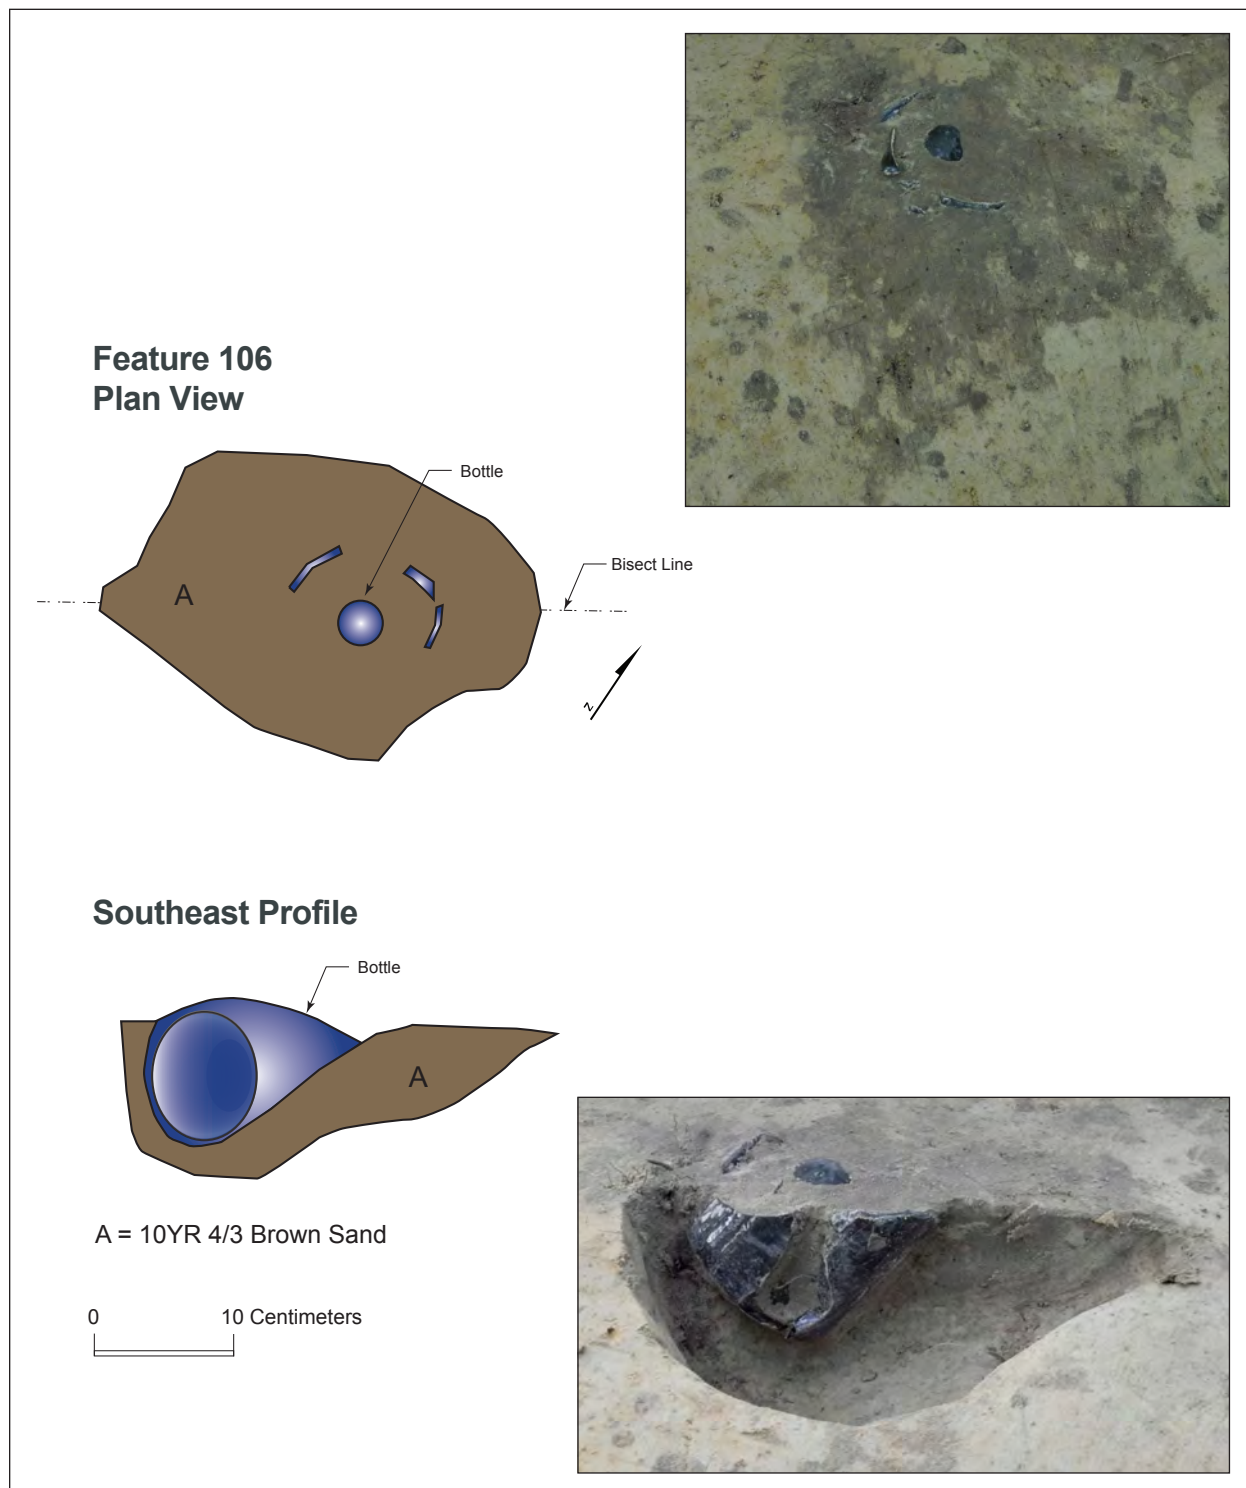 Feature 106
Plan View
Bottle
Bisect Line
A
N
Southeast Profile
Bottle
A
A = 10YR 4/3 Brown Sand
0 10 Centimeters